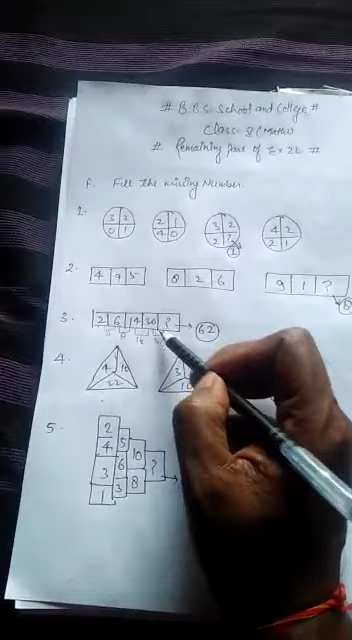 # B.B.S. School and College #
Class-V (Maths)
# Remaining part of Ex 2b #
F. Fill the missing Number.
1. 3 2 0 1 2 1 4 0 3 2 2 ? 4 2 2 1
2. 4 9 5 8 2 6 9 1 ?
3. 2 6 14 30 ? → 62
4. 4 16 22 3
5. 2 4 3 1 5 6 3 10 8 ?